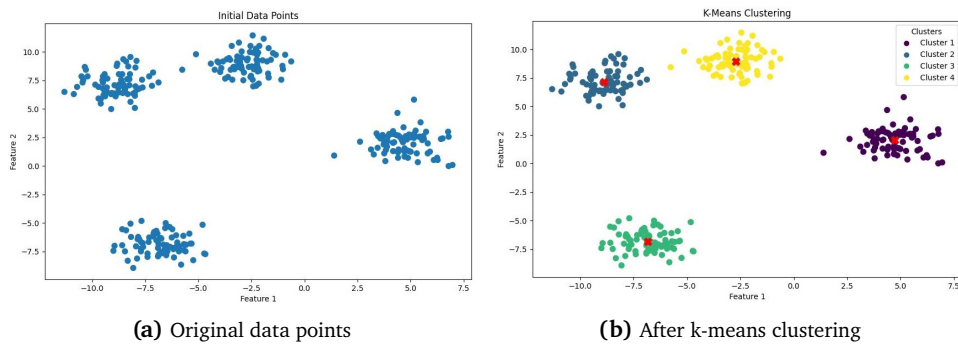 Initial Data Points
10.0
7.5
5.0
2.5
0.0
−2.5
−5.0
−7.5
Feature 2
−10.0
−7.5
−5.0
−2.5
0.0
2.5
5.0
7.5
Feature 1
(a) Original data points
K-Means Clustering
Clusters
Cluster 1
Cluster 2
Cluster 3
Cluster 4
10.0
7.5
5.0
2.5
0.0
−2.5
−5.0
−7.5
Feature 2
−10.0
−7.5
−5.0
−2.5
0.0
2.5
5.0
7.5
Feature 1
(b) After k-means clustering